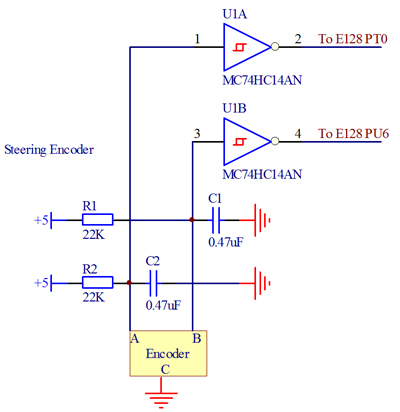 U1A
1
2
To E128 PT0
MC74HC14AN
U1B
3
4
To E128 PU6
MC74HC14AN
Steering Encoder
R1
C1
+5
22K
0.47uF
R2
C2
+5
22K
0.47uF
A
B
Encoder
C